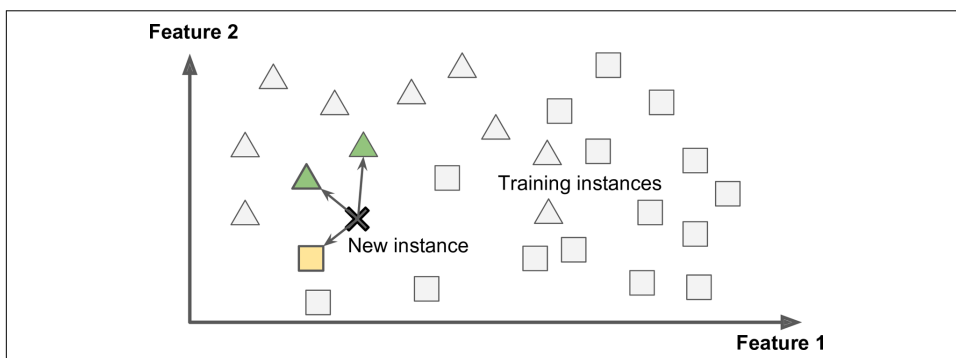 Feature 2
Training instances
New instance
Feature 1